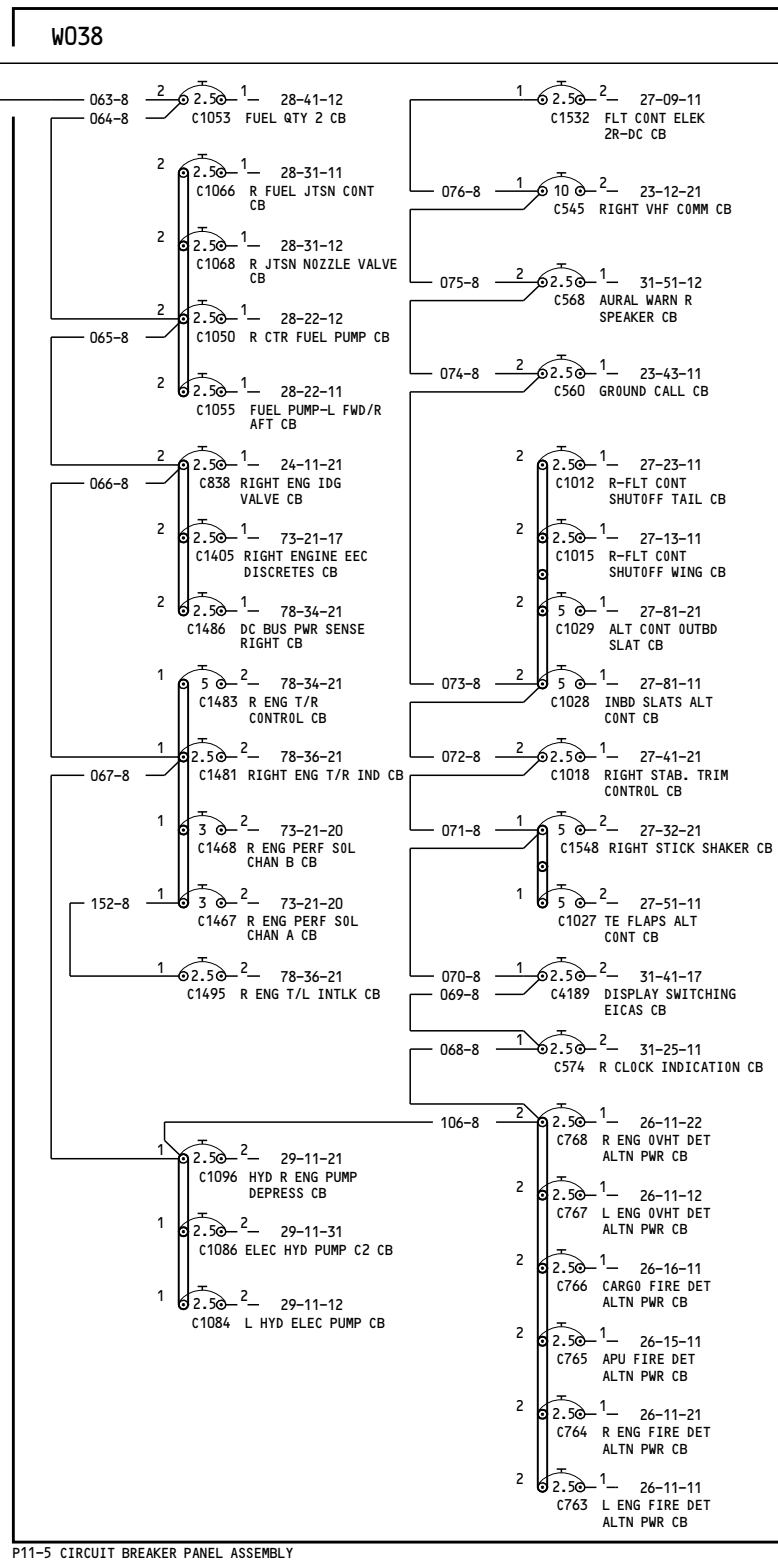 W038
063-8 2 2.5 1 28-41-12
064-8 C1053 FUEL QTY 2 CB
2 2.5 1 28-31-11
C1066 R FUEL JTSN CONT
CB
2 2.5 1 28-31-12
C1068 R JTSN NOZZLE VALVE
CB
2 2.5 1 28-22-12
065-8 C1050 R CTR FUEL PUMP CB
2 2.5 1 28-22-11
C1055 FUEL PUMP-L FWD/R
AFT CB
2 2.5 1 24-11-21
066-8 C838 RIGHT ENG IDG
VALVE CB
2 2.5 1 73-21-17
C1405 RIGHT ENGINE EEC
DISCRETES CB
2 2.5 1 78-34-21
C1486 DC BUS PWR SENSE
RIGHT CB
1 5 2 78-34-21
C1483 R ENG T/R
CONTROL CB
1 2.5 2 78-36-21
067-8 C1481 RIGHT ENG T/R IND CB
1 3 2 73-21-20
C1468 R ENG PERF SOL
CHAN B CB
152-8 1 3 2 73-21-20
C1467 R ENG PERF SOL
CHAN A CB
1 2.5 2 78-36-21
C1495 R ENG T/L INTLK CB
1 2.5 2 29-11-21
C1096 HYD R ENG PUMP
DEPRESS CB
1 2.5 2 29-11-31
C1086 ELEC HYD PUMP C2 CB
1 2.5 2 29-11-12
C1084 L HYD ELEC PUMP CB
1 2.5 2 27-09-11
C1532 FLT CONT ELEK
2R-DC CB
076-8 1 10 2 23-12-21
C545 RIGHT VHF COMM CB
075-8 2 2.5 1 31-51-12
C568 AURAL WARN R
SPEAKER CB
074-8 2 2.5 1 23-43-11
C560 GROUND CALL CB
2 2.5 1 27-23-11
C1012 R-FLT CONT
SHUTOFF TAIL CB
2 2.5 1 27-13-11
C1015 R-FLT CONT
SHUTOFF WING CB
2 5 1 27-81-21
C1029 ALT CONT OUTBD
SLAT CB
073-8 2 5 1 27-81-11
C1028 INBD SLATS ALT
CONT CB
072-8 2 2.5 1 27-41-21
C1018 RIGHT STAB. TRIM
CONTROL CB
071-8 1 5 2 27-32-21
C1548 RIGHT STICK SHAKER CB
1 5 2 27-51-11
C1027 TE FLAPS ALT
CONT CB
070-8 1 2.5 2 31-41-17
069-8 C4189 DISPLAY SWITCHING
EICAS CB
068-8 1 2.5 2 31-25-11
C574 R CLOCK INDICATION CB
106-8 2 2.5 1 26-11-22
C768 R ENG OVHT DET
ALTN PWR CB
2 2.5 1 26-11-12
C767 L ENG OVHT DET
ALTN PWR CB
2 2.5 1 26-16-11
C766 CARGO FIRE DET
ALTN PWR CB
2 2.5 1 26-15-11
C765 APU FIRE DET
ALTN PWR CB
2 2.5 1 26-11-21
C764 R ENG FIRE DET
ALTN PWR CB
2 2.5 1 26-11-11
C763 L ENG FIRE DET
ALTN PWR CB
P11-5 CIRCUIT BREAKER PANEL ASSEMBLY